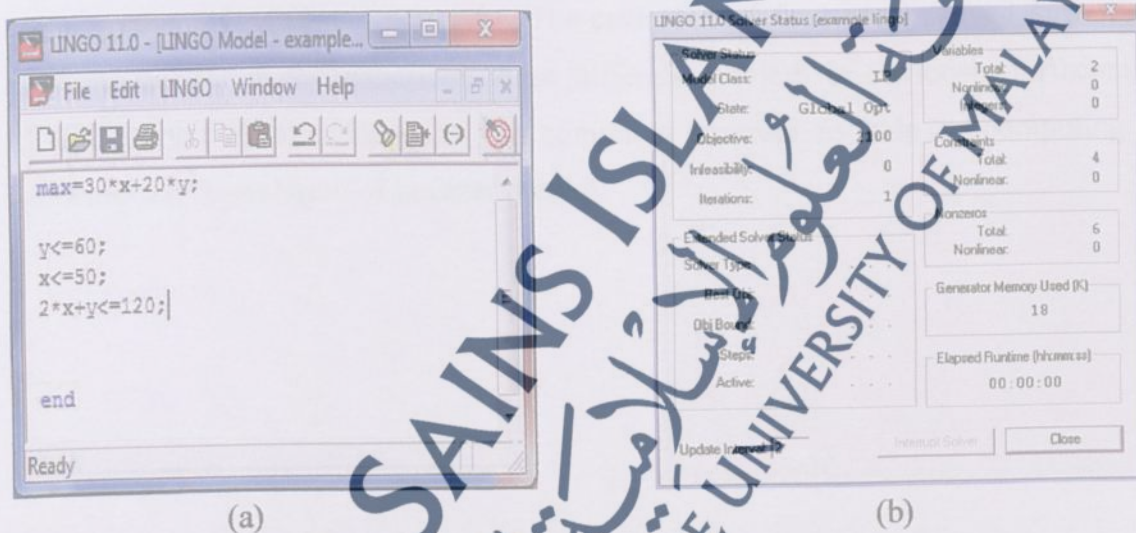 LINGO 11.0 - [LINGO Model - example...
File Edit LINGO Window Help
max=30*x+20*y;
y<=60;
x<=50;
2*x+y<=120;
end
Ready
(a)
LINGO 11.0 Solver Status [example lingo]
Solver Status
Model Class: LP
State: Global Opt
Objective: 2100
Infeasibility: 0
Iterations: 1
Extended Solver Status
Solver Type: . . .
Best Obj: . . .
Obj Bound: . . .
Steps: . . .
Active: . . .
Variables
Total: 2
Nonlinear: 0
Integers: 0
Constraints
Total: 4
Nonlinear: 0
Nonzeros
Total: 6
Nonlinear: 0
Generator Memory Used (K)
18
Elapsed Runtime (hh:mm:ss)
00:00:00
Update Interval: 2
Interrupt Solver
Close
(b)
SAINS ISLAM
UNIVERSITY OF MALAY